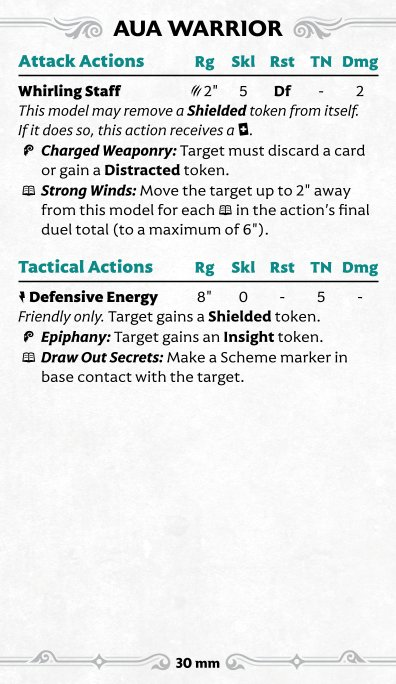 AUA WARRIOR
Attack Actions Rg Skl Rst TN Dmg
Whirling Staff 2" 5 Df - 2
This model may remove a Shielded token from itself.
If it does so, this action receives a .
Charged Weaponry: Target must discard a card
or gain a Distracted token.
Strong Winds: Move the target up to 2" away
from this model for each in the action's final
duel total (to a maximum of 6").
Tactical Actions Rg Skl Rst TN Dmg
Defensive Energy 8" 0 - 5 -
Friendly only. Target gains a Shielded token.
Epiphany: Target gains an Insight token.
Draw Out Secrets: Make a Scheme marker in
base contact with the target.
30 mm